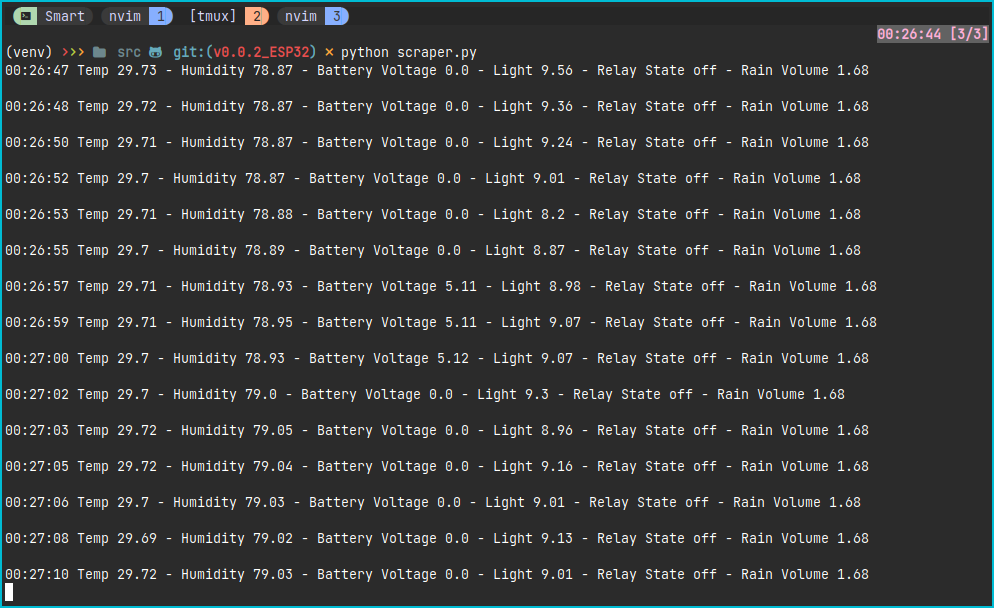 Smart nvim 1 [tmux] 2 nvim 3
00:26:44 [3/3]
(venv) >>> src git:(v0.0.2_ESP32) × python scraper.py
00:26:47 Temp 29.73 - Humidity 78.87 - Battery Voltage 0.0 - Light 9.56 - Relay State off - Rain Volume 1.68
00:26:48 Temp 29.72 - Humidity 78.87 - Battery Voltage 0.0 - Light 9.36 - Relay State off - Rain Volume 1.68
00:26:50 Temp 29.71 - Humidity 78.87 - Battery Voltage 0.0 - Light 9.24 - Relay State off - Rain Volume 1.68
00:26:52 Temp 29.7 - Humidity 78.87 - Battery Voltage 0.0 - Light 9.01 - Relay State off - Rain Volume 1.68
00:26:53 Temp 29.71 - Humidity 78.88 - Battery Voltage 0.0 - Light 8.2 - Relay State off - Rain Volume 1.68
00:26:55 Temp 29.7 - Humidity 78.89 - Battery Voltage 0.0 - Light 8.87 - Relay State off - Rain Volume 1.68
00:26:57 Temp 29.71 - Humidity 78.93 - Battery Voltage 5.11 - Light 8.98 - Relay State off - Rain Volume 1.68
00:26:59 Temp 29.71 - Humidity 78.95 - Battery Voltage 5.11 - Light 9.07 - Relay State off - Rain Volume 1.68
00:27:00 Temp 29.7 - Humidity 78.93 - Battery Voltage 5.12 - Light 9.07 - Relay State off - Rain Volume 1.68
00:27:02 Temp 29.7 - Humidity 79.0 - Battery Voltage 0.0 - Light 9.3 - Relay State off - Rain Volume 1.68
00:27:03 Temp 29.72 - Humidity 79.05 - Battery Voltage 0.0 - Light 8.96 - Relay State off - Rain Volume 1.68
00:27:05 Temp 29.72 - Humidity 79.04 - Battery Voltage 0.0 - Light 9.16 - Relay State off - Rain Volume 1.68
00:27:06 Temp 29.7 - Humidity 79.03 - Battery Voltage 0.0 - Light 9.01 - Relay State off - Rain Volume 1.68
00:27:08 Temp 29.69 - Humidity 79.02 - Battery Voltage 0.0 - Light 9.13 - Relay State off - Rain Volume 1.68
00:27:10 Temp 29.72 - Humidity 79.03 - Battery Voltage 0.0 - Light 9.01 - Relay State off - Rain Volume 1.68